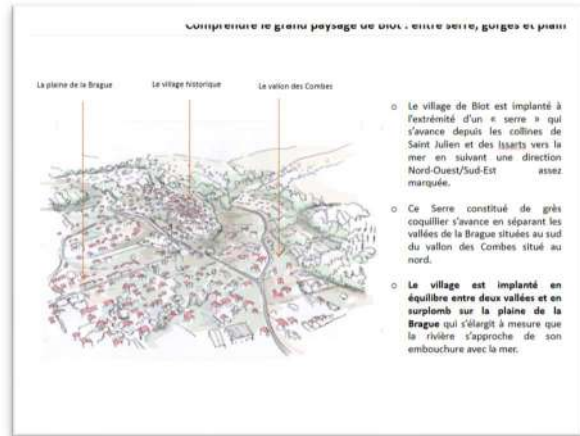 Comprendre le grand paysage de Biot : entre serre, gorges et plain
La plaine de la Brague
Le village historique
Le vallon des Combes
o Le village de Biot est implanté à
l'extrémité d'un « serre » qui
s'avance depuis les collines de
Saint Julien et des Issarts vers la
mer en suivant une direction
Nord-Ouest/Sud-Est assez
marquée.
o Ce Serre constitué de grès
coquillier s'avance en séparant les
vallées de la Brague situées au sud
du vallon des Combes situé au
nord.
o Le village est implanté en
équilibre entre deux vallées et en
surplomb sur la plaine de la
Brague qui s'élargit à mesure que
la rivière s'approche de son
embouchure avec la mer.